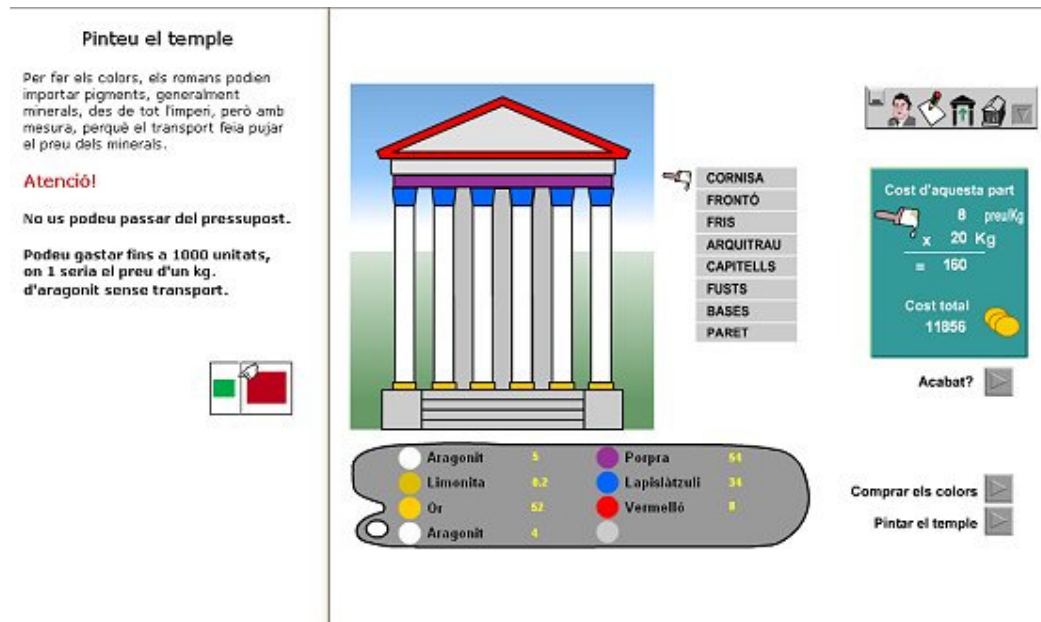 Pinteu el temple
Per fer els colors, els romans podien
importar pigments, generalment
minerals, des de tot l'imperi, però amb
mesura, perquè el transport feia pujar
el preu dels minerals.
Atenció!
No us podeu passar del pressupost.
Podeu gastar fins a 1000 unitats,
on 1 seria el preu d'un kg.
d'aragonit sense transport.
CORNISA
FRONTÓ
FRIS
ARQUITRAU
CAPITELLS
FUSTS
BASES
PARET
Cost d'aquesta part
8 preu/Kg
x 20 Kg
= 160
Cost total
11856
Acabat?
Aragonit 5
Limonita 8.2
Or 52
Aragonit 4
Porpra 54
Lapislàtzuli 34
Vermelló 8
Comprar els colors
Pintar el temple